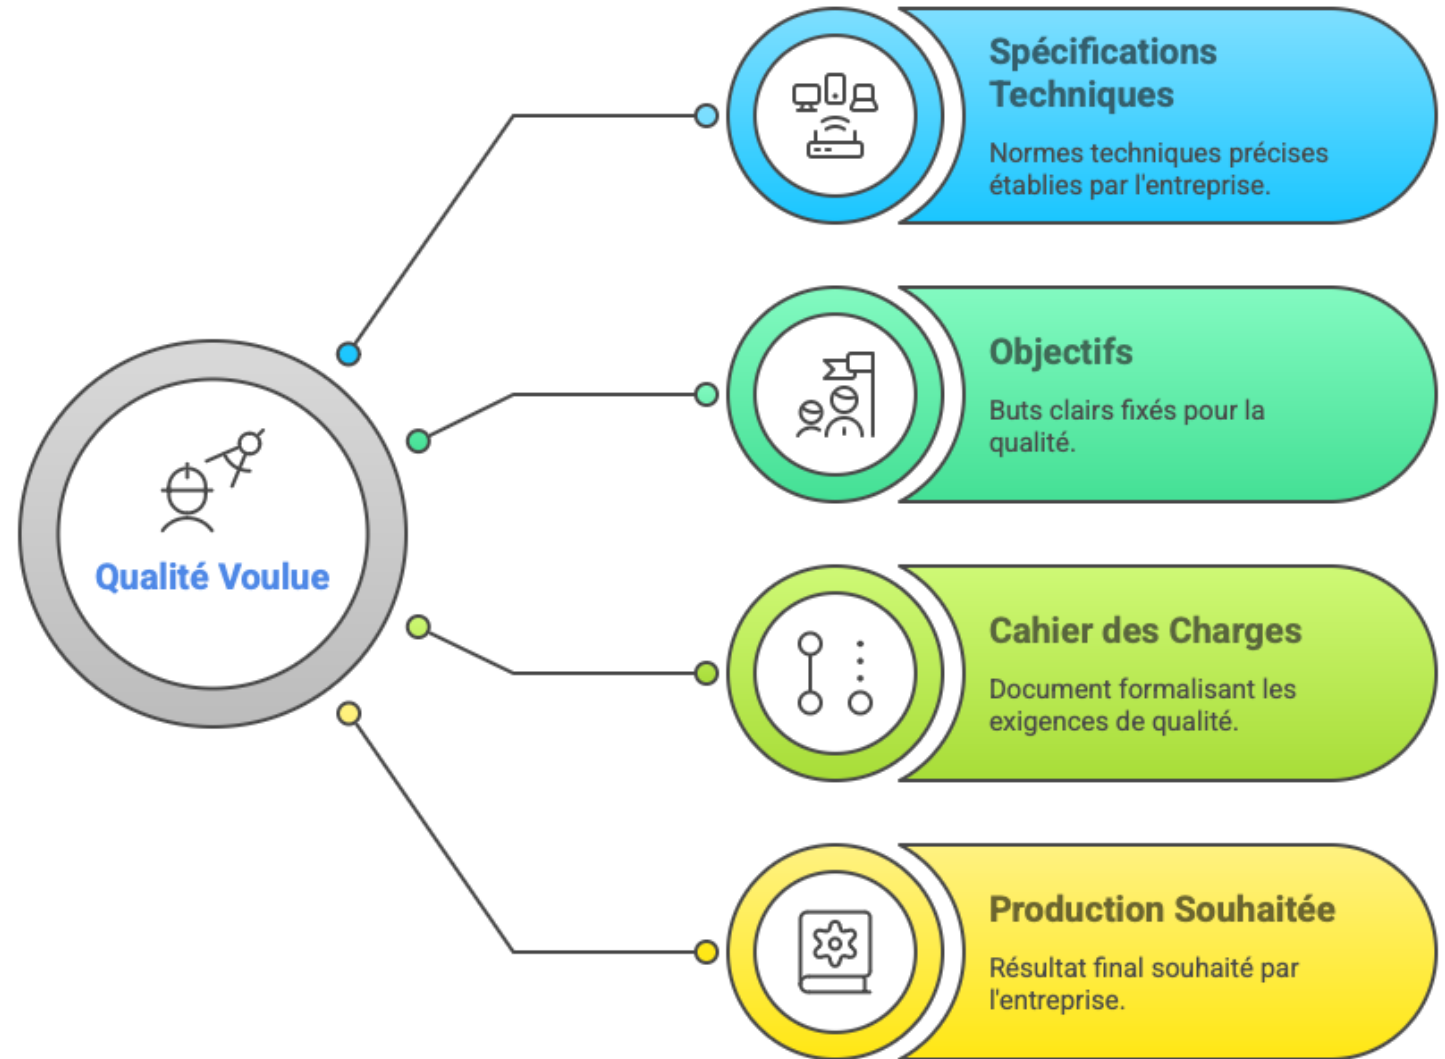 Qualité Voulue
Spécifications
Techniques
Normes techniques précises
établies par l'entreprise.
Objectifs
Buts clairs fixés pour la
qualité.
Cahier des Charges
Document formalisant les
exigences de qualité.
Production Souhaitée
Résultat final souhaité par
l'entreprise.